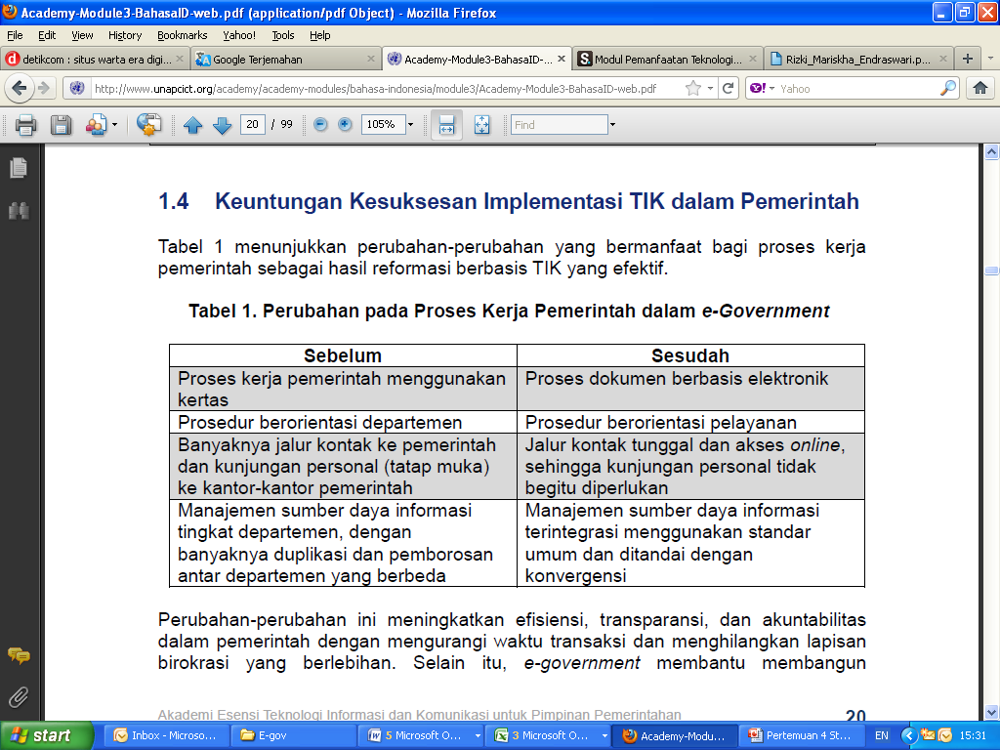 Academy-Module3-BahasaID-web.pdf (application/pdf Object) - Mozilla Firefox
File Edit View History Bookmarks Yahoo! Tools Help
detikcom : situs warta era digi...
Google Terjemahan
Academy-Module3-BahasaID-...
Modul Pemanfaatan Teknologi...
Rizki_Mariskha_Endraswari.p...
http://www.unapcict.org/academy/academy-modules/bahasa-indonesia/module3/Academy-Module3-BahasaID-web.pdf
Yahoo
20 / 99
105%
Find
1.4 Keuntungan Kesuksesan Implementasi TIK dalam Pemerintah
Tabel 1 menunjukkan perubahan-perubahan yang bermanfaat bagi proses kerja
pemerintah sebagai hasil reformasi berbasis TIK yang efektif.
Tabel 1. Perubahan pada Proses Kerja Pemerintah dalam e-Government
Sebelum
Sesudah
Proses kerja pemerintah menggunakan
kertas
Proses dokumen berbasis elektronik
Prosedur berorientasi departemen
Prosedur berorientasi pelayanan
Banyaknya jalur kontak ke pemerintah
dan kunjungan personal (tatap muka)
ke kantor-kantor pemerintah
Jalur kontak tunggal dan akses online,
sehingga kunjungan personal tidak
begitu diperlukan
Manajemen sumber daya informasi
tingkat departemen, dengan
banyaknya duplikasi dan pemborosan
antar departemen yang berbeda
Manajemen sumber daya informasi
terintegrasi menggunakan standar
umum dan ditandai dengan
konvergensi
Perubahan-perubahan ini meningkatkan efisiensi, transparansi, dan akuntabilitas
dalam pemerintah dengan mengurangi waktu transaksi dan menghilangkan lapisan
birokrasi yang berlebihan. Selain itu, e-government membantu membangun
Akademi Esensi Teknologi Informasi dan Komunikasi untuk Pimpinan Pemerintahan
20
start
Inbox - Microso...
E-gov
5 Microsoft O...
3 Microsoft O...
Academy-Modu...
Pertemuan 4 St...
EN
15:31